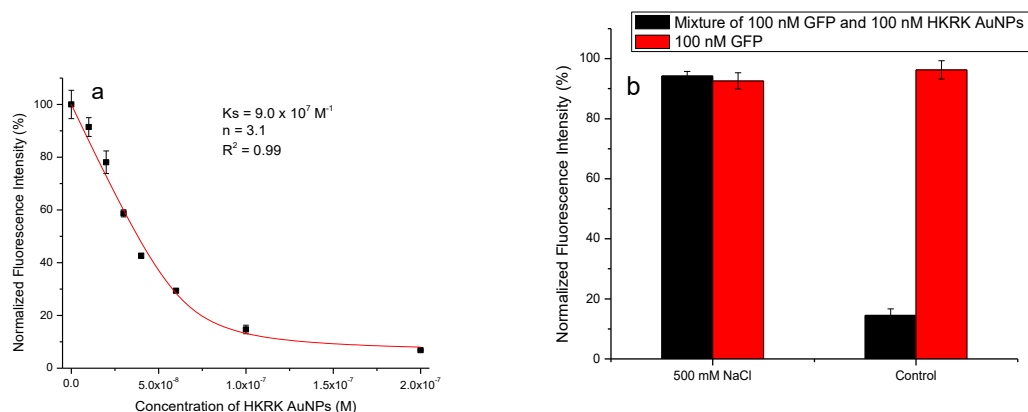 a
Ks = 9.0 x 10⁷ M⁻¹
n = 3.1
R² = 0.99
Normalized Fluorescence Intensity (%)
100
80
60
40
20
0
0.0
5.0x10⁻⁸
1.0x10⁻⁷
1.5x10⁻⁷
2.0x10⁻⁷
Concentration of HKRK AuNPs (M)
Mixture of 100 nM GFP and 100 nM HKRK AuNPs
100 nM GFP
b
Normalized Fluorescence Intensity (%)
100
80
60
40
20
0
500 mM NaCl
Control